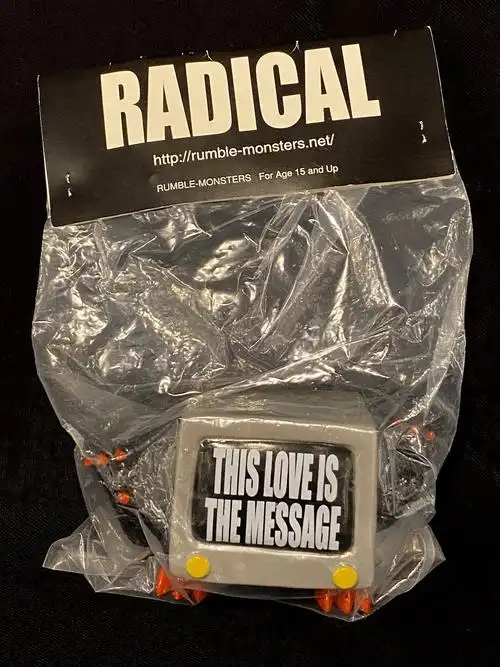 RADICAL
http://rumble-monsters.net/
RUMBLE-MONSTERS For Age 15 and Up
THIS LOVE IS
THE MESSAGE